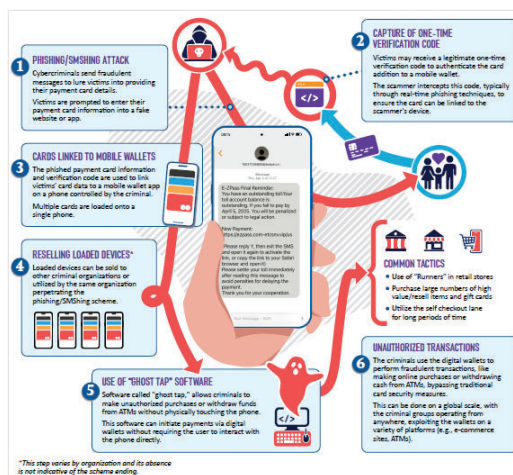 1
PHISHING/SMSHING ATTACK
Cybercriminals send fraudulent
messages to lure victims into providing
their payment card details.
Victims are prompted to enter their
payment card information into a fake
website or app.
2
CAPTURE OF ONE-TIME
VERIFICATION CODE
Victims may receive a legitimate one-time
verification code to authenticate the card
addition to a mobile wallet.
The scammer intercepts this code, typically
through real-time phishing techniques, to
ensure the card can be linked to the
scammer's device.
</>
3
CARDS LINKED TO MOBILE WALLETS
The phished payment card information
and verification code are used to link
victims' card data to a mobile wallet app
on a phone controlled by the criminal.
Multiple cards are loaded onto a
single phone.
4
RESELLING LOADED DEVICES*
Loaded devices can be sold to
other criminal organizations or
utilized by the same organization
perpetrating the
phishing/SMShing scheme.
E-ZPass Final Reminder:
You have an outstanding toll.Your
toll account balance is
outstanding. If you fail to pay by
April 5, 2025. You will be penalized
or subject to legal action.
Now Payment:
Please reply Y, then exit the SMS
and open it again to activate the
link, or copy the link to your Safari
browser and open it)
Please settle your toll immediately
after reading this message to
avoid penalties for delaying the
payment.
Thank you for your cooperation.
COMMON TACTICS
• Use of "Runners" in retail stores
• Purchase large numbers of high
value/resell items and gift cards
• Utilize the self checkout lane
for long periods of time
5
USE OF "GHOST TAP" SOFTWARE
Software called "ghost tap," allows criminals to
make unauthorized purchases or withdraw funds
from ATMs without physically touching the phone.
This software can initiate payments via digital
wallets without requiring the user to interact with
the phone directly.
</>
6
UNAUTHORIZED TRANSACTIONS
The criminals use the digital wallets to
perform fraudulent transactions, like
making online purchases or withdrawing
cash from ATMs, bypassing traditional
card security measures.
This can be done on a global scale, with
the criminal groups operating from
anywhere, exploiting the wallets on a
variety of platforms (e.g., e-commerce
sites, ATMs).
*This step varies by organization and its absence
is not indicative of the scheme ending.